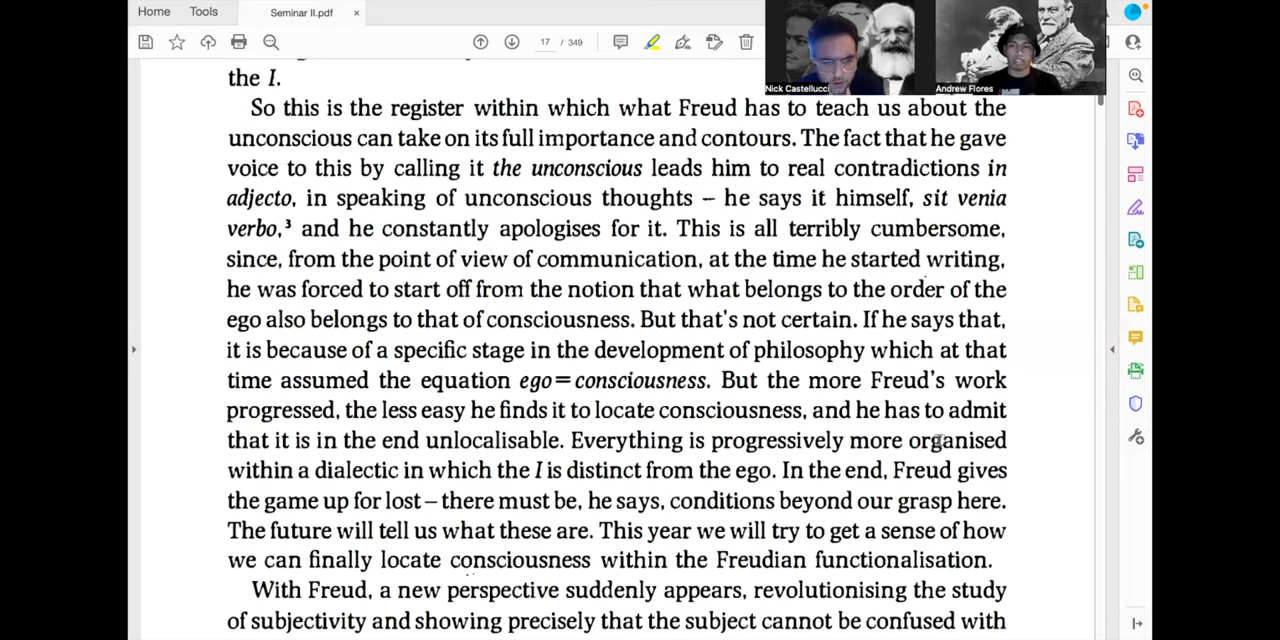 Home Tools Seminar II.pdf ×
17 / 349
Nick Castellucci Andrew Flores
the I.
So this is the register within which what Freud has to teach us about the
unconscious can take on its full importance and contours. The fact that he gave
voice to this by calling it the unconscious leads him to real contradictions in
adjecto, in speaking of unconscious thoughts – he says it himself, sit venia
verbo,³ and he constantly apologises for it. This is all terribly cumbersome,
since, from the point of view of communication, at the time he started writing,
he was forced to start off from the notion that what belongs to the order of the
ego also belongs to that of consciousness. But that's not certain. If he says that,
it is because of a specific stage in the development of philosophy which at that
time assumed the equation ego=consciousness. But the more Freud's work
progressed, the less easy he finds it to locate consciousness, and he has to admit
that it is in the end unlocalisable. Everything is progressively more organised
within a dialectic in which the I is distinct from the ego. In the end, Freud gives
the game up for lost – there must be, he says, conditions beyond our grasp here.
The future will tell us what these are. This year we will try to get a sense of how
we can finally locate consciousness within the Freudian functionalisation.
With Freud, a new perspective suddenly appears, revolutionising the study
of subjectivity and showing precisely that the subject cannot be confused with